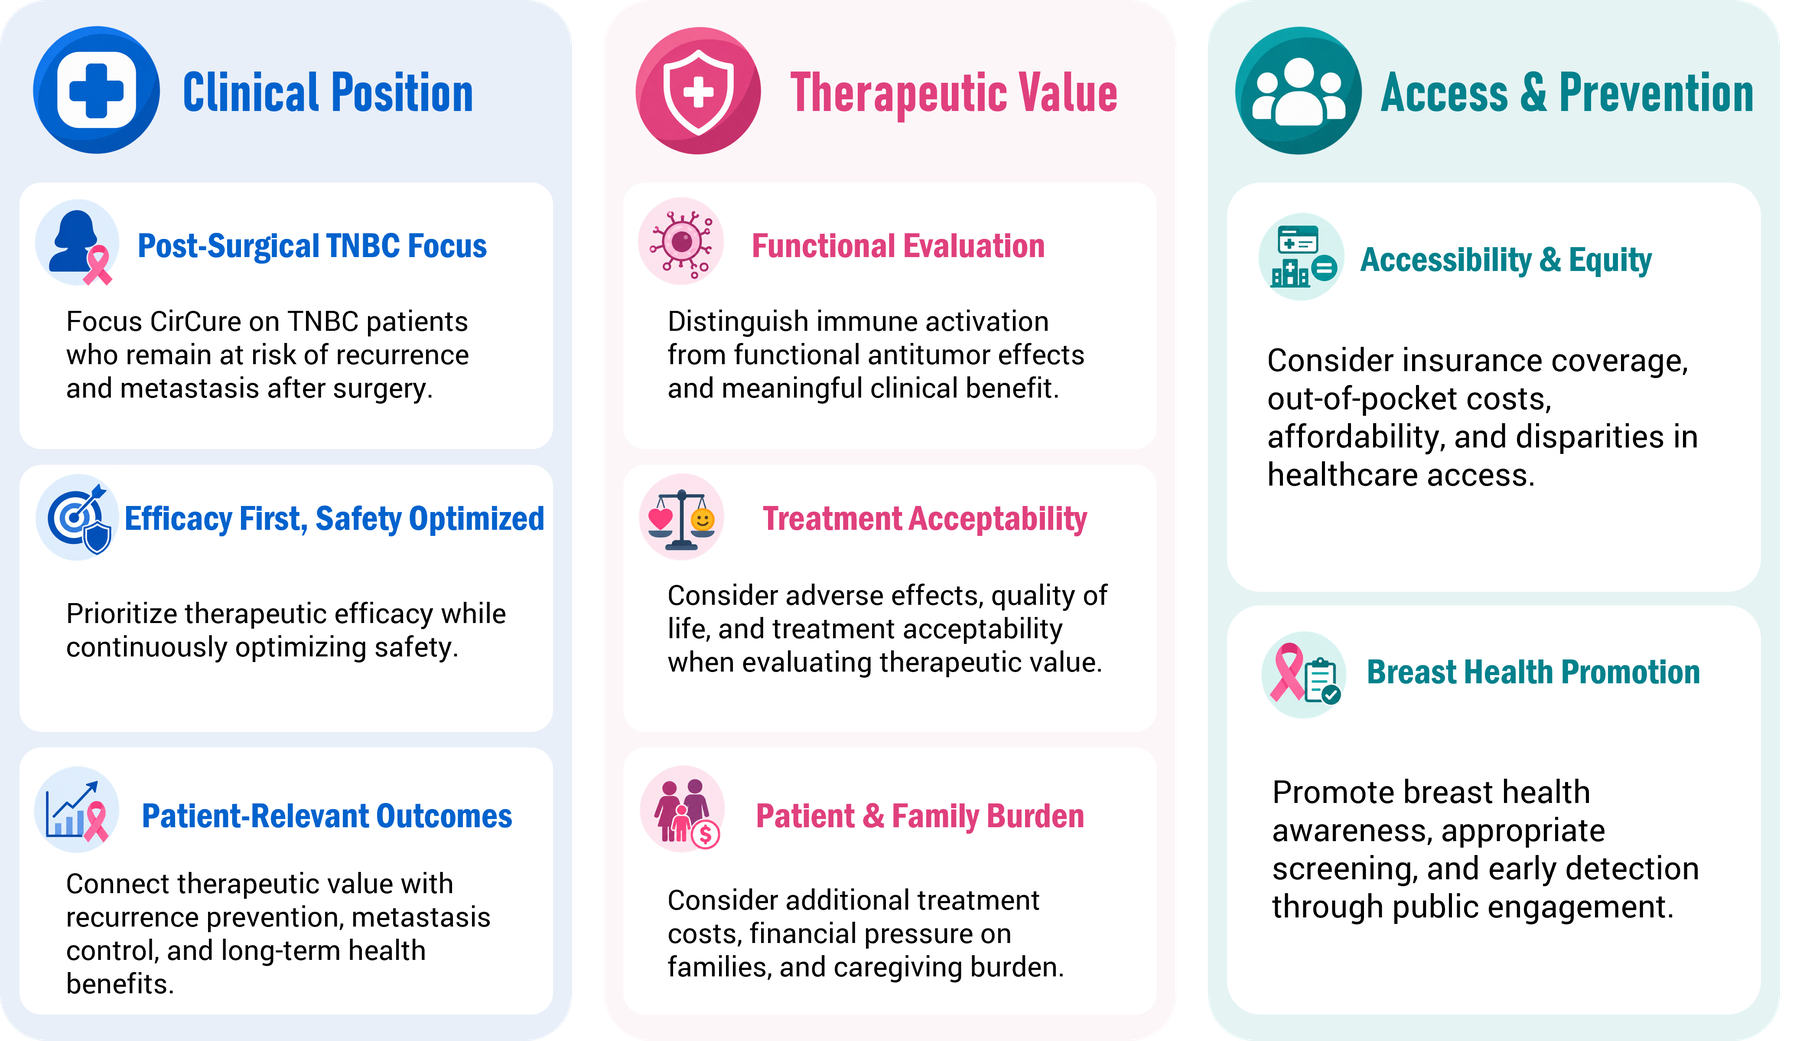 Clinical Position
Post-Surgical TNBC Focus
Focus CirCure on TNBC patients
who remain at risk of recurrence
and metastasis after surgery.
Efficacy First, Safety Optimized
Prioritize therapeutic efficacy while
continuously optimizing safety.
Patient-Relevant Outcomes
Connect therapeutic value with
recurrence prevention, metastasis
control, and long-term health
benefits.
Therapeutic Value
Functional Evaluation
Distinguish immune activation
from functional antitumor effects
and meaningful clinical benefit.
Treatment Acceptability
Consider adverse effects, quality of
life, and treatment acceptability
when evaluating therapeutic value.
Patient & Family Burden
$
Consider additional treatment
costs, financial pressure on
families, and caregiving burden.
Access & Prevention
Accessibility & Equity
Consider insurance coverage,
out-of-pocket costs,
affordability, and disparities in
healthcare access.
Breast Health Promotion
Promote breast health
awareness, appropriate
screening, and early detection
through public engagement.